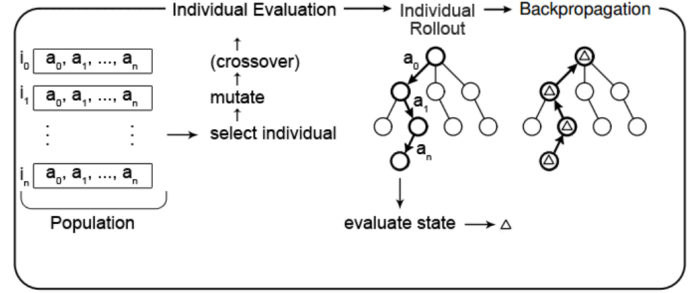 Individual Evaluation
Individual
Rollout
Backpropagation
i₀ a₀, a₁, ..., aₙ
i₁ a₀, a₁, ..., aₙ
⋮ ⋮
iₙ a₀, a₁, ..., aₙ
Population
(crossover)
mutate
select individual
a₀
a₁
aₙ
evaluate state → △